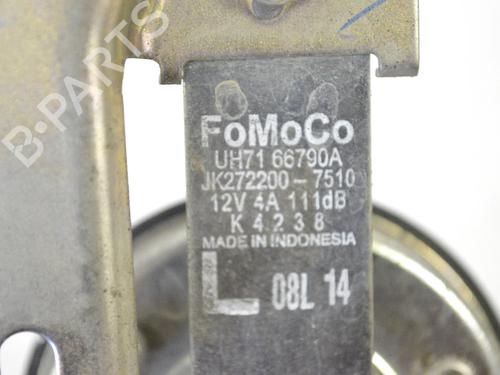 B-PARTS
FoMoCo
UH71 66790A
JK272200-7510
12V 4A 111dB
K 4 2 3 8
MADE IN INDONESIA
L 08L 14